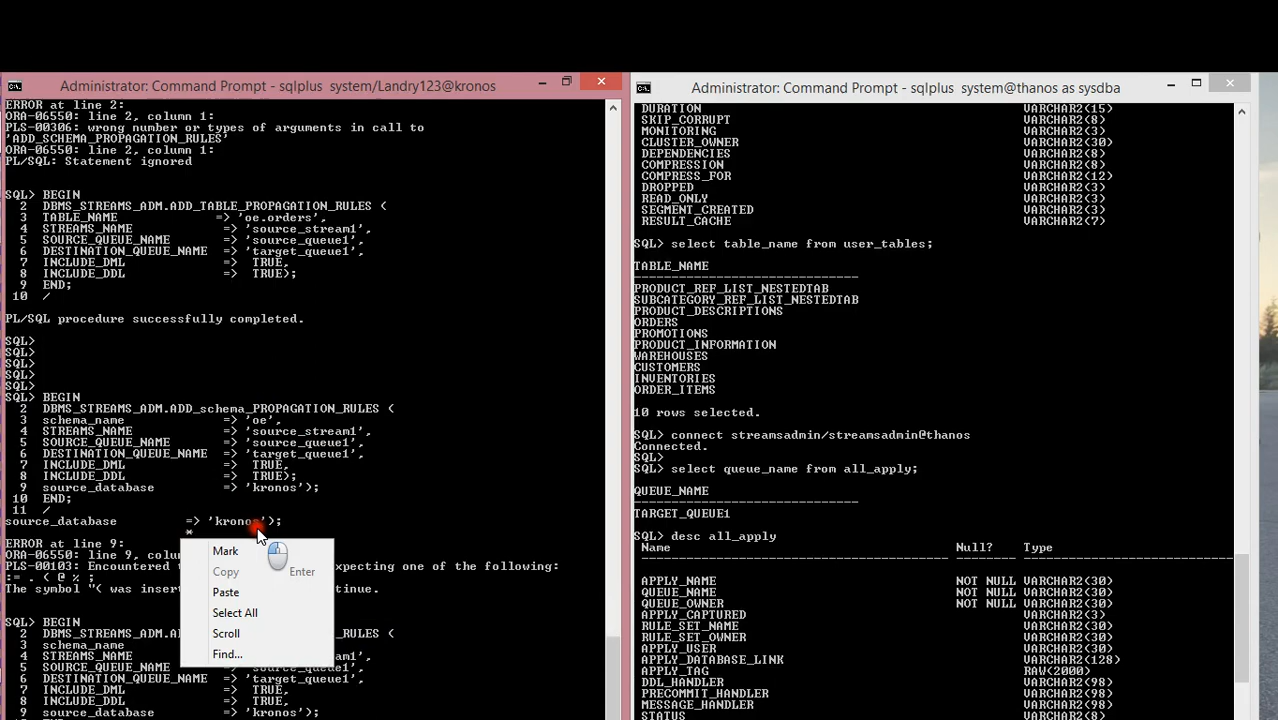 Administrator: Command Prompt - sqlplus system/Landry123@kronos
ERROR at line 2:
ORA-06550: line 2, column 1:
PLS-00306: wrong number or types of arguments in call to
'ADD_SCHEMA_PROPAGATION_RULES'
ORA-06550: line 2, column 1:
PL/SQL: Statement ignored
SQL> BEGIN
2 DBMS_STREAMS_ADM.ADD_TABLE_PROPAGATION_RULES (
3 TABLE_NAME => 'oe.orders',
4 STREAMS_NAME => 'source_stream1',
5 SOURCE_QUEUE_NAME => 'source_queue1',
6 DESTINATION_QUEUE_NAME => 'target_queue1',
7 INCLUDE_DML => TRUE,
8 INCLUDE_DDL => TRUE);
9 END;
10 /
PL/SQL procedure successfully completed.
SQL>
SQL>
SQL>
SQL>
SQL>
SQL> BEGIN
2 DBMS_STREAMS_ADM.ADD_schema_PROPAGATION_RULES (
3 schema_name => 'oe',
4 STREAMS_NAME => 'source_stream1',
5 SOURCE_QUEUE_NAME => 'source_queue1',
6 DESTINATION_QUEUE_NAME => 'target_queue1',
7 INCLUDE_DML => TRUE,
8 INCLUDE_DDL => TRUE);
9 source_database => 'kronos');
10 END;
11 /
source_database => 'kronos');
*
ERROR at line 9:
ORA-06550: line 9,
PLS-00103: Encountered xpecting one of the following:
:= . ( @ % ;
The symbol "( was inser tinue.
SQL> BEGIN
2 DBMS_STREAMS_ADM.ADD_ RULES (
3 schema_name
4 STREAMS_NAME am1',
5 SOURCE_QUEUE_NAME
6 DESTINATION_QUEUE_NAME => 'target_queue1',
7 INCLUDE_DML => TRUE,
8 INCLUDE_DDL => TRUE,
9 source_database => 'kronos');
Mark
Copy Enter
Paste
Select All
Scroll
Find...
Administrator: Command Prompt - sqlplus system@thanos as sysdba
DURATION VARCHAR2(15)
SKIP_CORRUPT VARCHAR2(8)
MONITORING VARCHAR2(3)
CLUSTER_OWNER VARCHAR2(30)
DEPENDENCIES VARCHAR2(8)
COMPRESSION VARCHAR2(8)
COMPRESS_FOR VARCHAR2(12)
DROPPED VARCHAR2(3)
READ_ONLY VARCHAR2(3)
SEGMENT_CREATED VARCHAR2(3)
RESULT_CACHE VARCHAR2(7)
SQL> select table_name from user_tables;
TABLE_NAME
------------------------------
PRODUCT_REF_LIST_NESTEDTAB
SUBCATEGORY_REF_LIST_NESTEDTAB
PRODUCT_DESCRIPTIONS
ORDERS
PROMOTIONS
PRODUCT_INFORMATION
WAREHOUSES
CUSTOMERS
INVENTORIES
ORDER_ITEMS
10 rows selected.
SQL> connect streamsadmin/streamsadmin@thanos
Connected.
SQL>
SQL> select queue_name from all_apply;
QUEUE_NAME
------------------------------
TARGET_QUEUE1
SQL> desc all_apply
Name Null? Type
APPLY_NAME NOT NULL VARCHAR2(30)
QUEUE_NAME NOT NULL VARCHAR2(30)
QUEUE_OWNER NOT NULL VARCHAR2(30)
APPLY_CAPTURED VARCHAR2(3)
RULE_SET_NAME VARCHAR2(30)
RULE_SET_OWNER VARCHAR2(30)
APPLY_USER VARCHAR2(30)
APPLY_DATABASE_LINK VARCHAR2(128)
APPLY_TAG RAW(2000)
DDL_HANDLER VARCHAR2(98)
PRECOMMIT_HANDLER VARCHAR2(98)
MESSAGE_HANDLER VARCHAR2(98)
STATUS VARCHAR2(8)